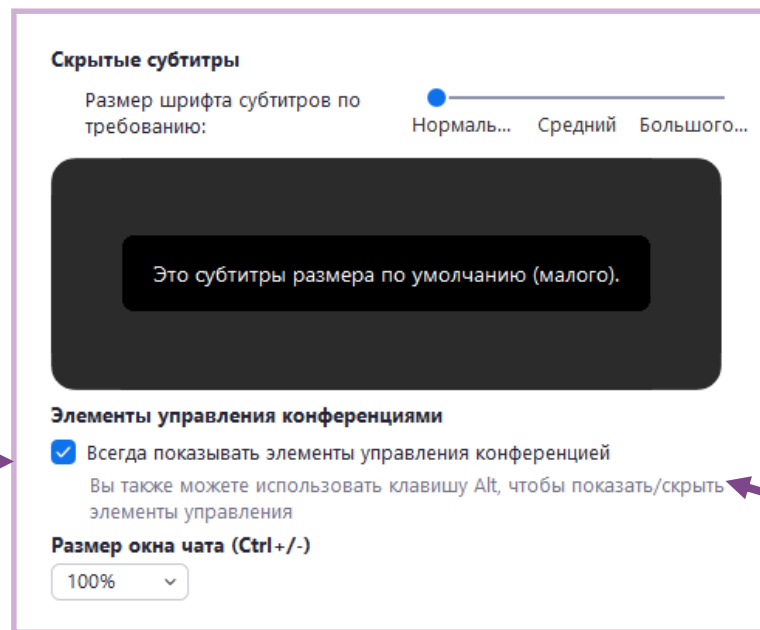 Скрытые субтитры
Размер шрифта субтитров по
требованию:
Нормаль... Средний Большого...
Это субтитры размера по умолчанию (малого).
Элементы управления конференциями
Всегда показывать элементы управления конференцией
Вы также можете использовать клавишу Alt, чтобы показать/скрыть
элементы управления
Размер окна чата (Ctrl+/-)
100%